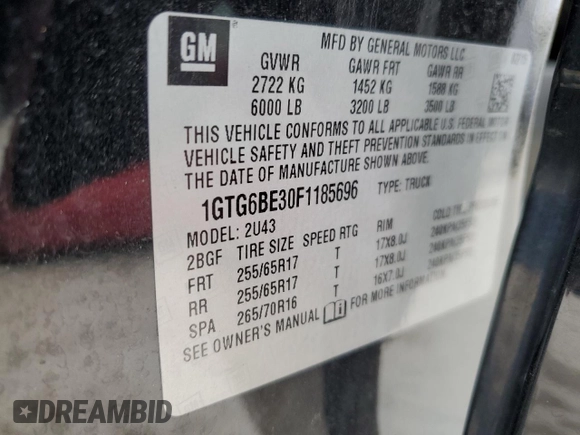 GM
MFD BY GENERAL MOTORS LLC
GVWR GAWR FRT GAWR RR
2722 KG 1452 KG 1588 KG
6000 LB 3200 LB 3500 LB
THIS VEHICLE CONFORMS TO ALL APPLICABLE U.S. FEDERAL MOTOR
VEHICLE SAFETY AND THEFT PREVENTION STANDARDS IN EFFECT ON
THE DATE OF MANUFACTURE SHOWN ABOVE.
1GTG6BE30F1185696 TYPE: TRUCK
MODEL: 2U43
2BGF TIRE SIZE SPEED RTG RIM COLD
FRT 255/65R17 T 17X8.0J
RR 255/65R17 T 17X8.0J
SPA 265/70R16 T 16X7.0J
SEE OWNER'S MANUAL FOR MORE INFORMATION
DREAMBID